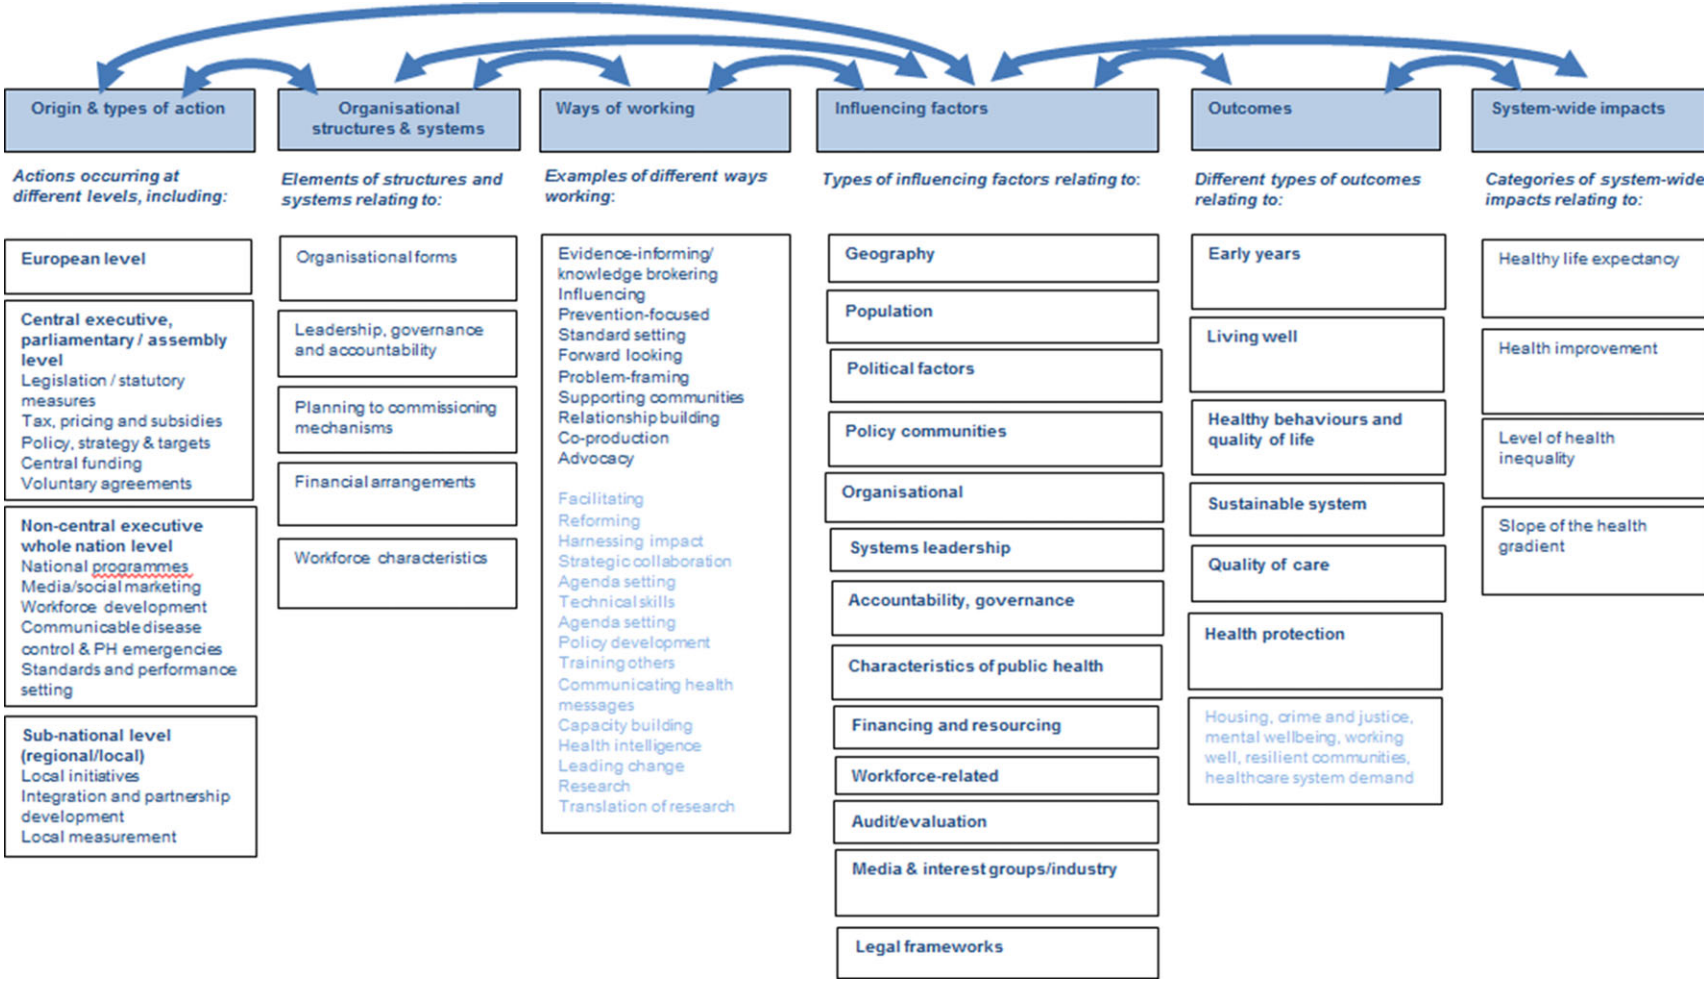 Origin & types of action
Organisational
structures & systems
Ways of working
Influencing factors
Outcomes
System-wide impacts
Actions occurring at
different levels, including:
Elements of structures and
systems relating to:
Examples of different ways
working:
Types of influencing factors relating to:
Different types of outcomes
relating to:
Categories of system-wide
impacts relating to:
European level
Central executive,
parliamentary / assembly
level
Legislation / statutory
measures
Tax, pricing and subsidies
Policy, strategy & targets
Central funding
Voluntary agreements
Non-central executive
whole nation level
National programmes
Media/social marketing
Workforce development
Communicable disease
control & PH emergencies
Standards and performance
setting
Sub-national level
(regional/local)
Local initiatives
Integration and partnership
development
Local measurement
Organisational forms
Leadership, governance
and accountability
Planning to commissioning
mechanisms
Financial arrangements
Workforce characteristics
Evidence-informing/
knowledge brokering
Influencing
Prevention-focused
Standard setting
Forward looking
Problem-framing
Supporting communities
Relationship building
Co-production
Advocacy
Facilitating
Reforming
Harnessing impact
Strategic collaboration
Agenda setting
Technical skills
Agenda setting
Policy development
Training others
Communicating health
messages
Capacity building
Health intelligence
Leading change
Research
Translation of research
Geography
Population
Political factors
Policy communities
Organisational
Systems leadership
Accountability, governance
Characteristics of public health
Financing and resourcing
Workforce-related
Audit/evaluation
Media & interest groups/industry
Legal frameworks
Early years
Living well
Healthy behaviours and
quality of life
Sustainable system
Quality of care
Health protection
Housing, crime and justice,
mental wellbeing, working
well, resilient communities,
healthcare system demand
Healthy life expectancy
Health improvement
Level of health
inequality
Slope of the health
gradient